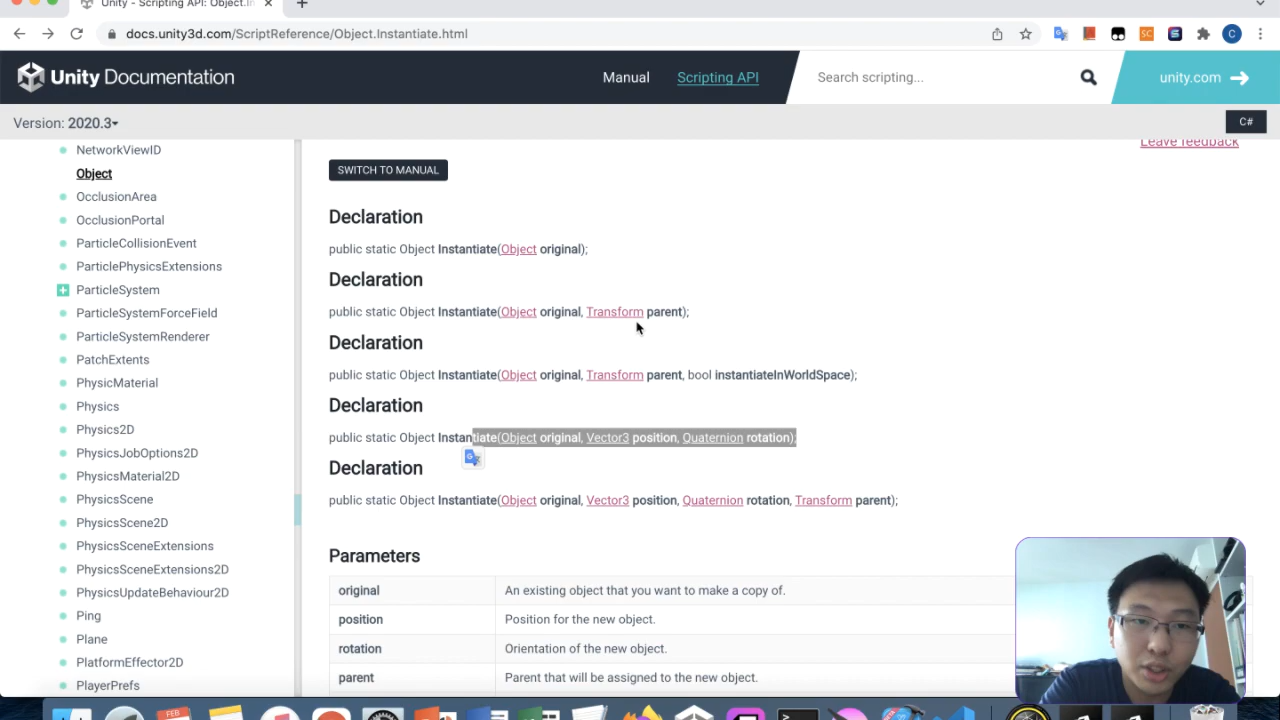 Unity - Scripting API: Object.In
docs.unity3d.com/ScriptReference/Object.Instantiate.html
SC
C
Unity Documentation
Manual
Scripting API
Search scripting...
unity.com
Version: 2020.3
C#
Leave feedback
NetworkViewID
Object
OcclusionArea
OcclusionPortal
ParticleCollisionEvent
ParticlePhysicsExtensions
ParticleSystem
ParticleSystemForceField
ParticleSystemRenderer
PatchExtents
PhysicMaterial
Physics
Physics2D
PhysicsJobOptions2D
PhysicsMaterial2D
PhysicsScene
PhysicsScene2D
PhysicsSceneExtensions
PhysicsSceneExtensions2D
PhysicsUpdateBehaviour2D
Ping
Plane
PlatformEffector2D
PlayerPrefs
SWITCH TO MANUAL
Declaration
public static Object Instantiate(Object original);
Declaration
public static Object Instantiate(Object original, Transform parent);
Declaration
public static Object Instantiate(Object original, Transform parent, bool instantiateInWorldSpace);
Declaration
public static Object Instantiate(Object original, Vector3 position, Quaternion rotation);
Declaration
public static Object Instantiate(Object original, Vector3 position, Quaternion rotation, Transform parent);
Parameters
original An existing object that you want to make a copy of.
position Position for the new object.
rotation Orientation of the new object.
parent Parent that will be assigned to the new object.
FEB